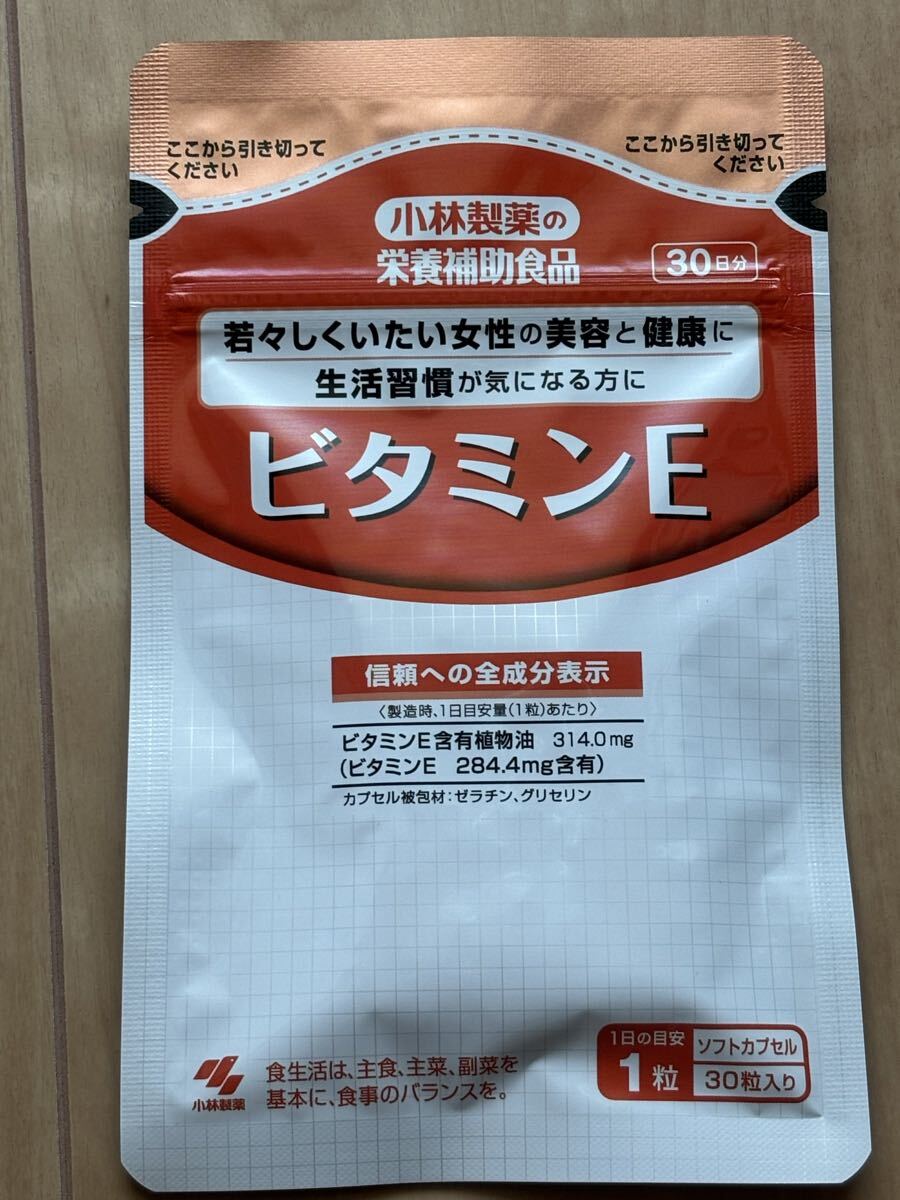 ここから引き切って
ください
ここから引き切って
ください
小林製薬の
栄養補助食品
30日分
若々しくいたい女性の美容と健康に
生活習慣が気になる方に
ビタミンE
信頼への全成分表示
〈製造時、1日目安量(1粒)あたり〉
ビタミンE含有植物油 314.0mg
(ビタミンE 284.4mg含有)
カプセル被包材:ゼラチン、グリセリン
小林製薬
食生活は、主食、主菜、副菜を
基本に、食事のバランスを。
1日の目安
1粒
ソフトカプセル
30粒入り